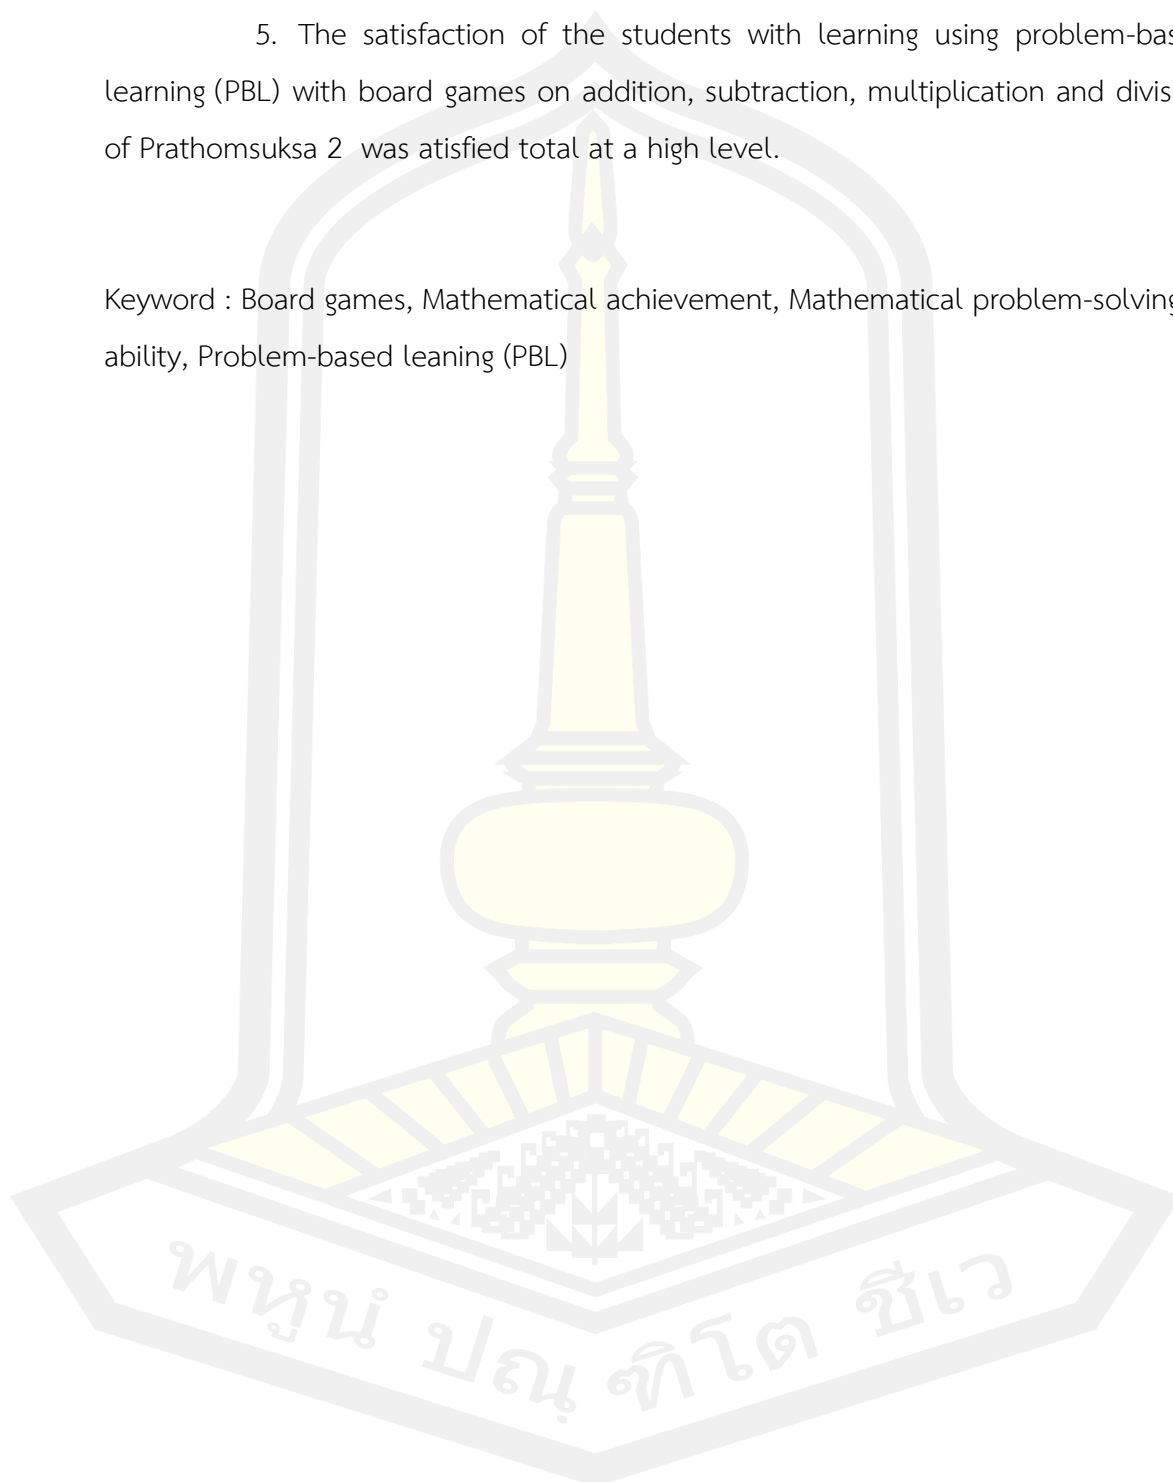 5. The satisfaction of the students with learning using problem-bas
learning (PBL) with board games on addition, subtraction, multiplication and divis
of Prathomsuksa 2 was atisfied total at a high level.
Keyword : Board games, Mathematical achievement, Mathematical problem-solving
ability, Problem-based leaning (PBL)
พหูนํ ปณฺฑิโต ชีเว